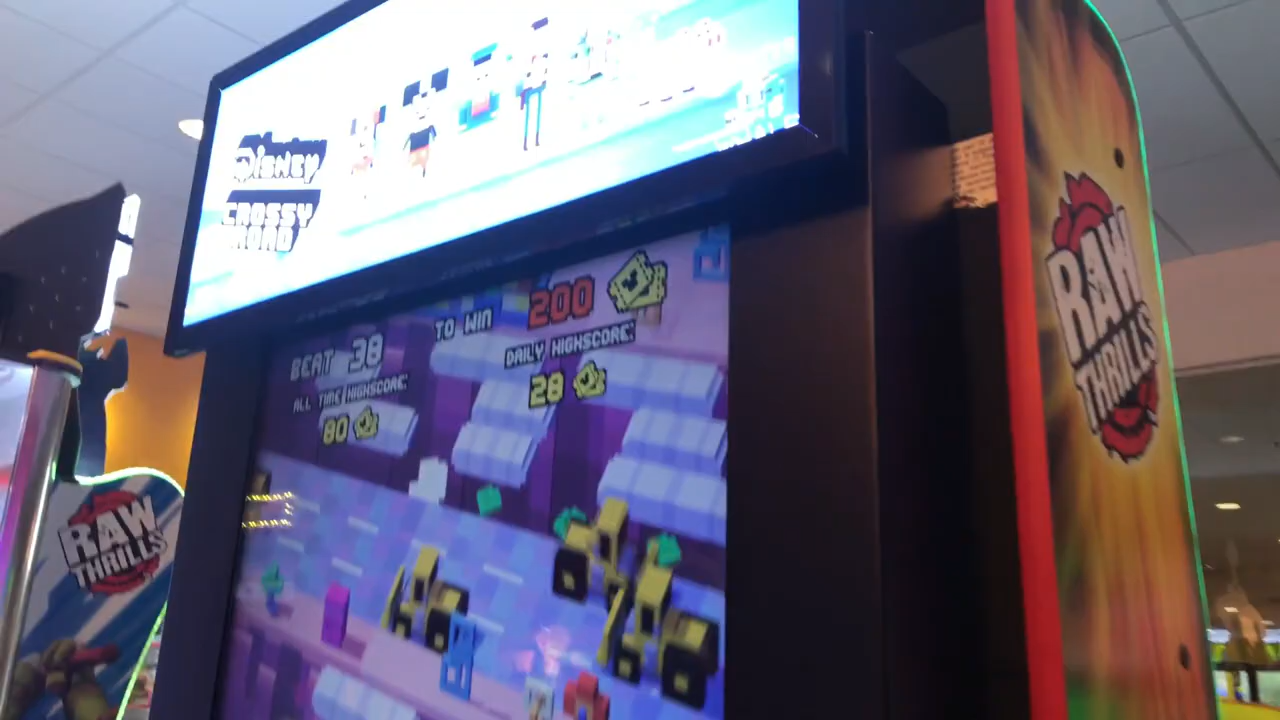 Disney
CROSSY
ROAD
BEAT 38
TO WIN
200
ALL TIME HIGHSCORE:
80
DAILY HIGHSCORE:
28
RAW
THRILLS
RAW
THRILLS